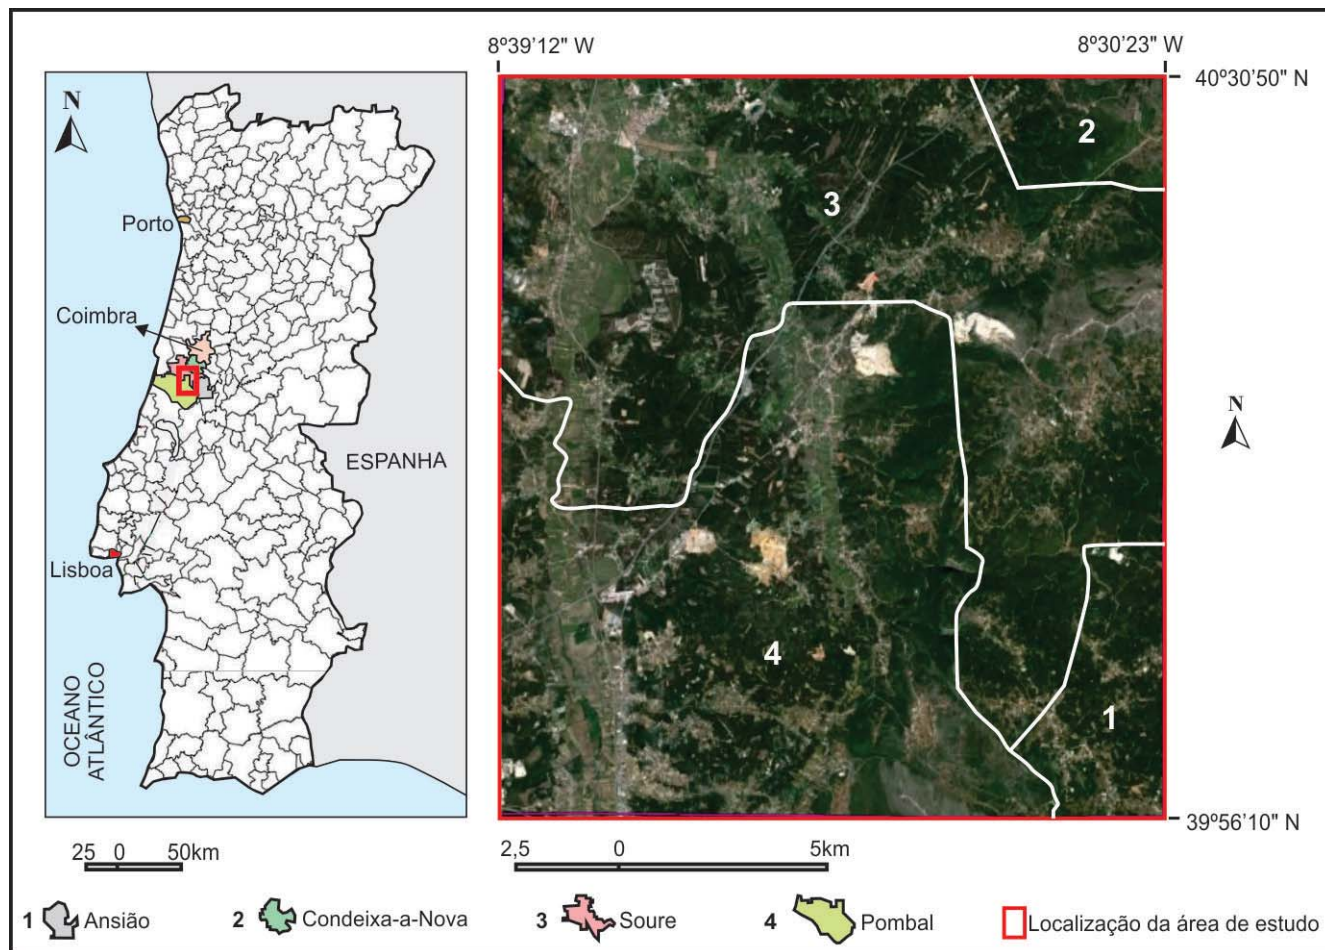 8º39’12" W
8º30’23" W
40º30’50" N
N
Porto
Coimbra
ESPANHA
Lisboa
OCEANO
ATLÂNTICO
2
3
4
1
N
39º56’10" N
25 0 50km
2,5 0 5km
1 Ansião
2 Condeixa-a-Nova
3 Soure
4 Pombal
Localização da área de estudo